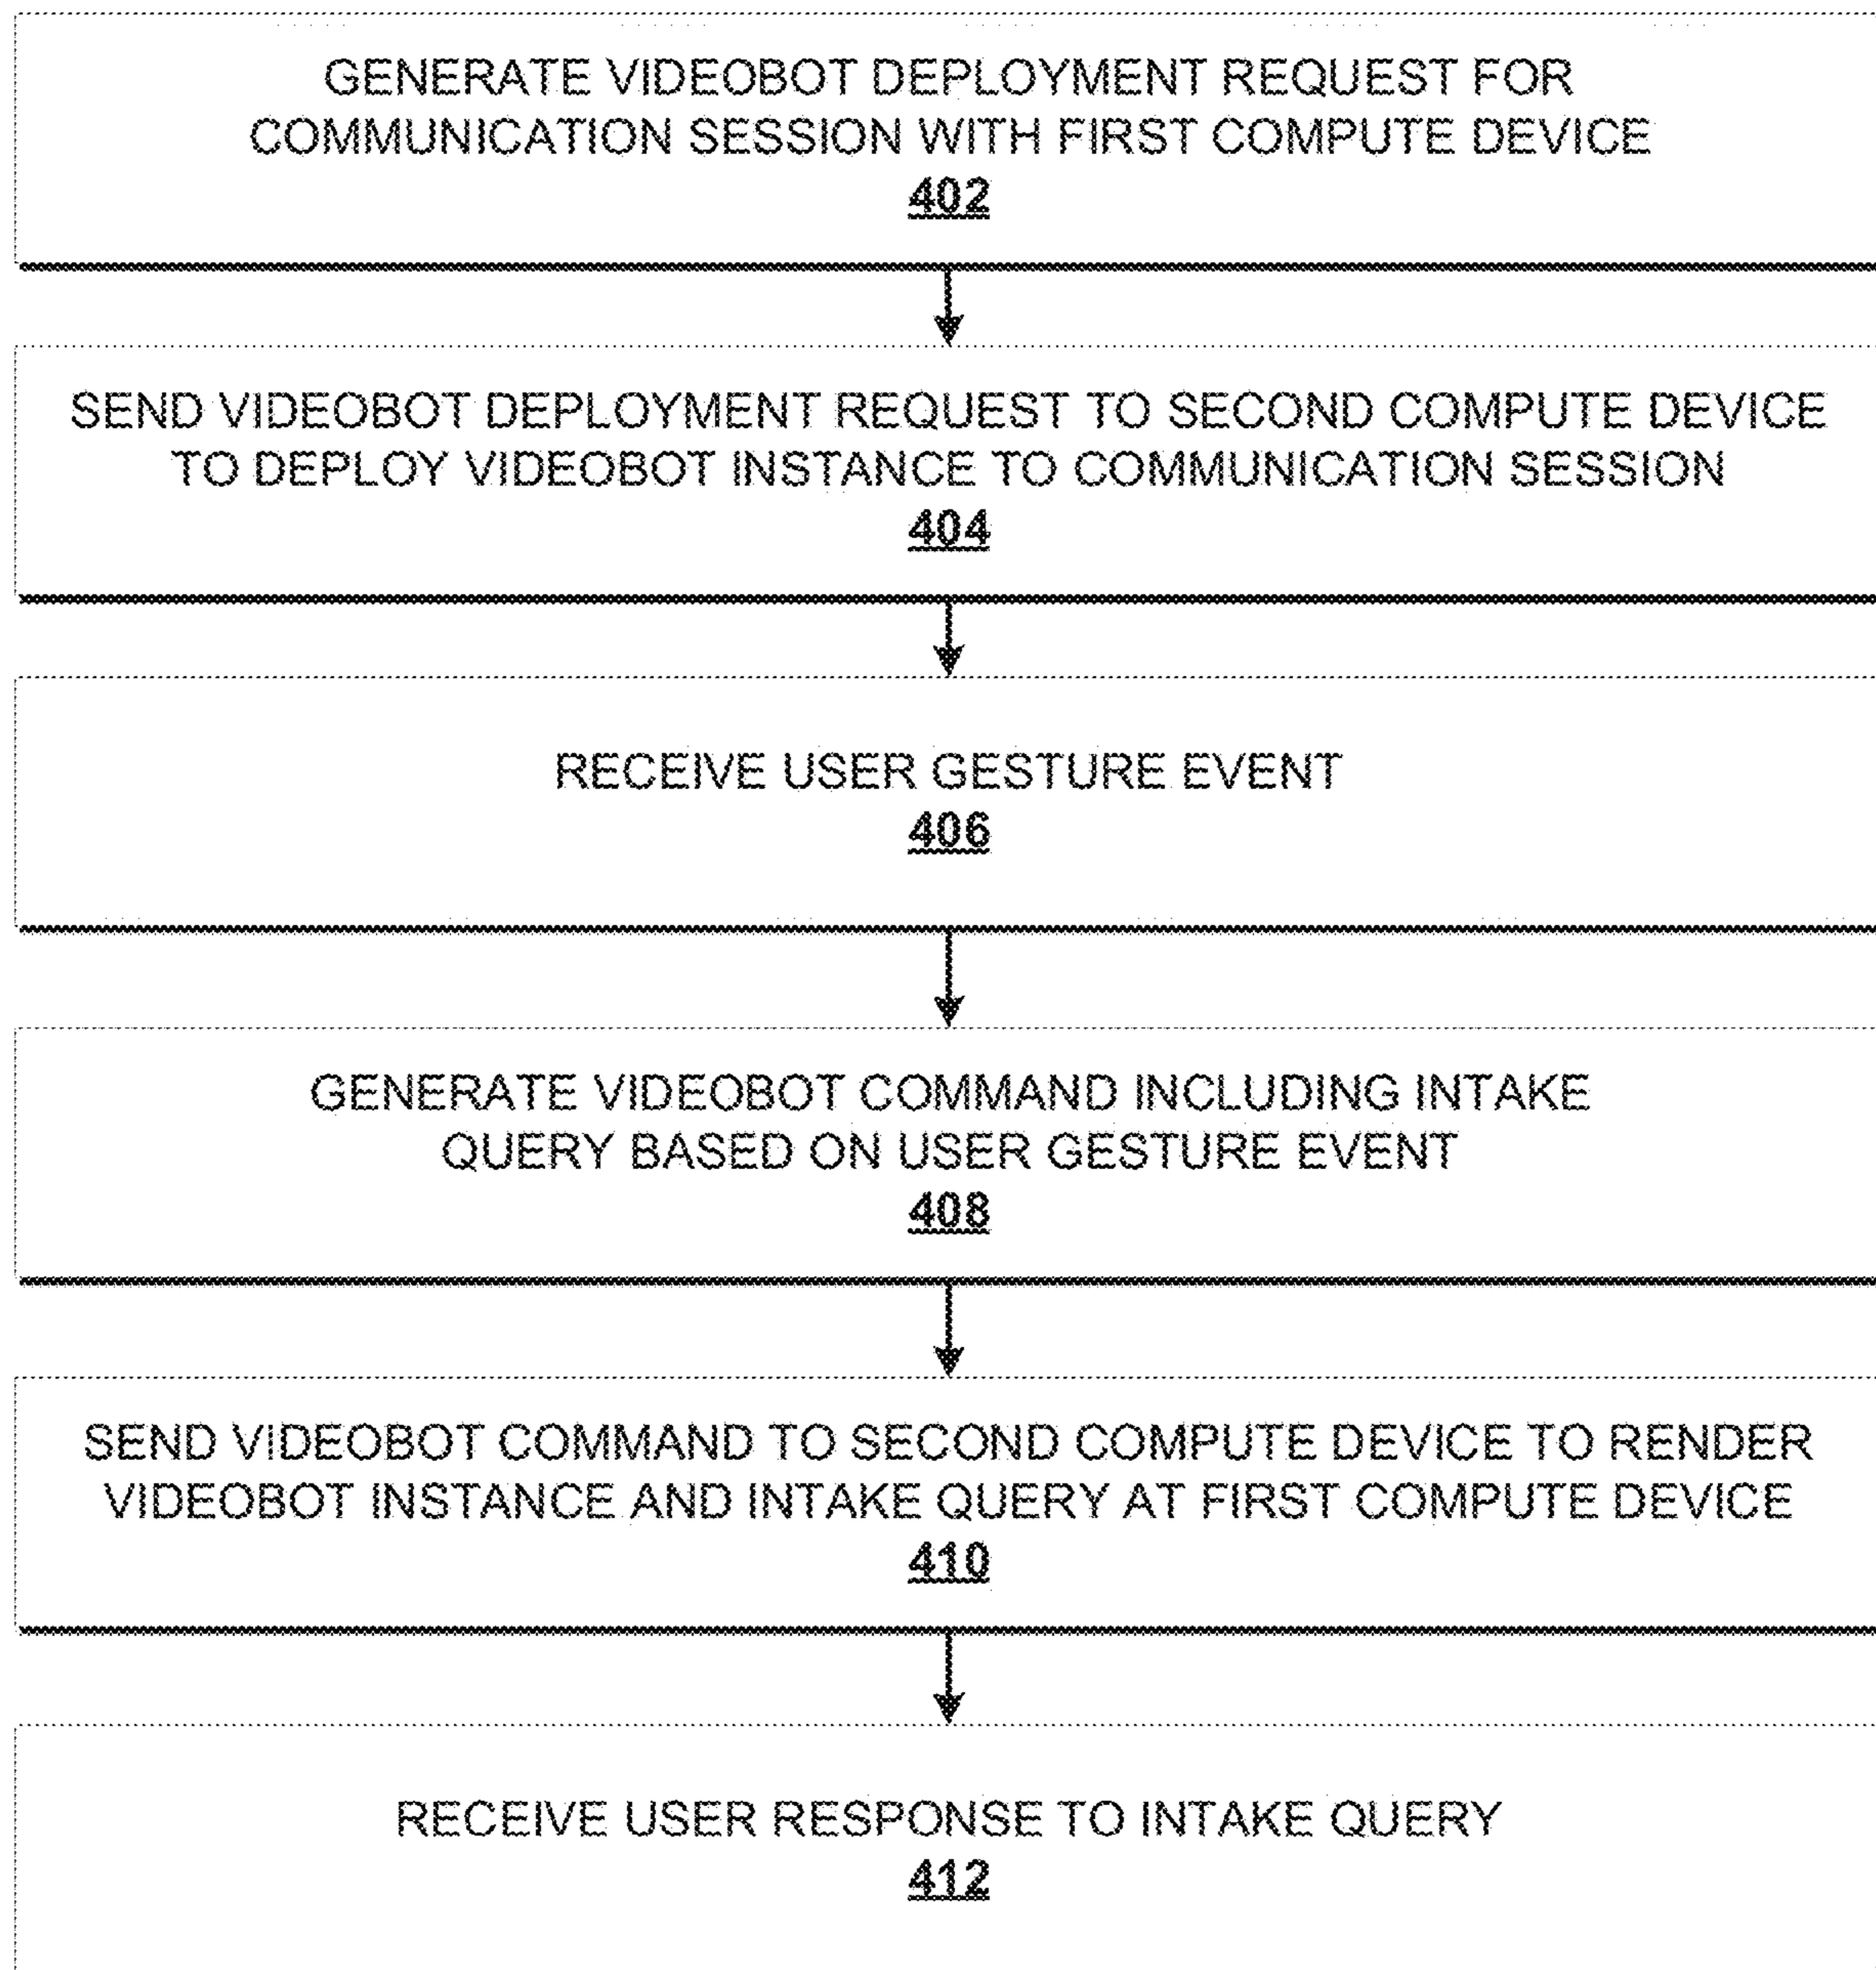 GENERATE VIDEOBOT DEPLOYMENT REQUEST FOR
COMMUNICATION SESSION WITH FIRST COMPUTE DEVICE
402
SEND VIDEOBOT DEPLOYMENT REQUEST TO SECOND COMPUTE DEVICE
TO DEPLOY VIDEOBOT INSTANCE TO COMMUNICATION SESSION
404
RECEIVE USER GESTURE EVENT
406
GENERATE VIDEOBOT COMMAND INCLUDING INTAKE
QUERY BASED ON USER GESTURE EVENT
408
SEND VIDEOBOT COMMAND TO SECOND COMPUTE DEVICE TO RENDER
VIDEOBOT INSTANCE AND INTAKE QUERY AT FIRST COMPUTE DEVICE
410
RECEIVE USER RESPONSE TO INTAKE QUERY
412